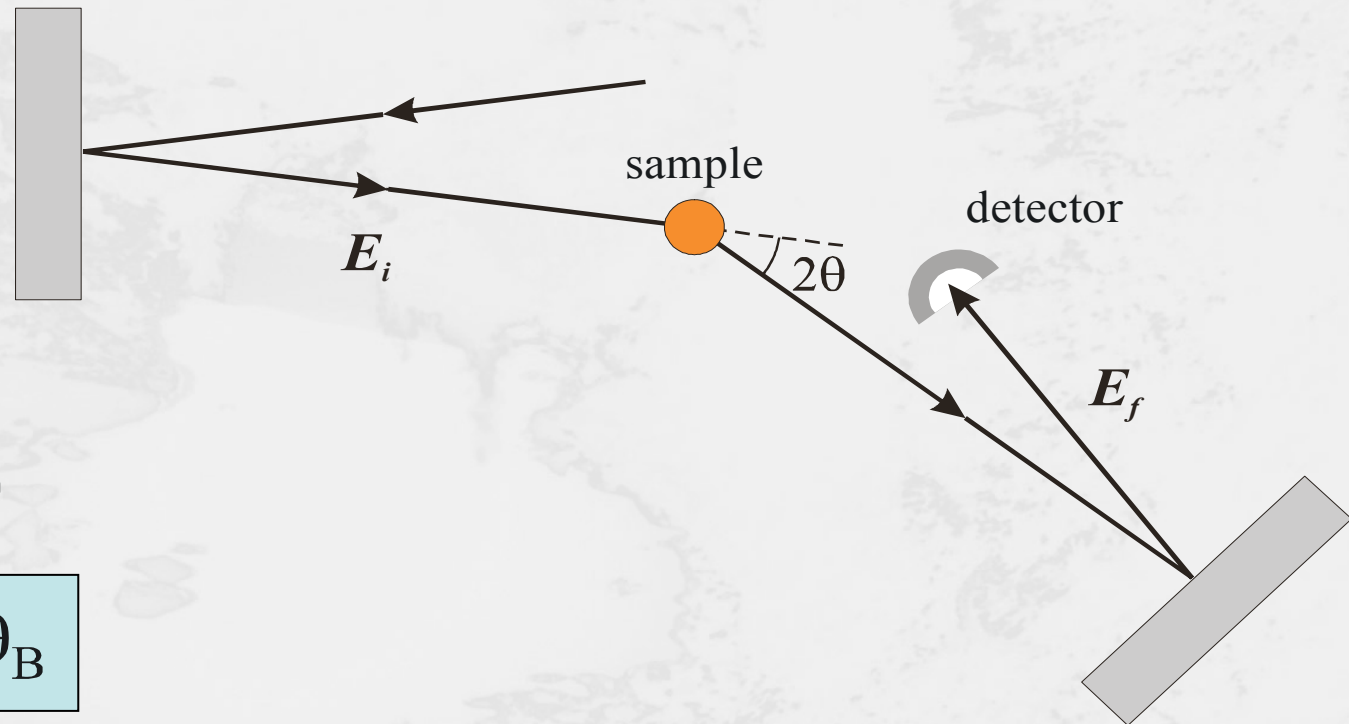 sample
detector
E_i
2θ
E_f
θ_B